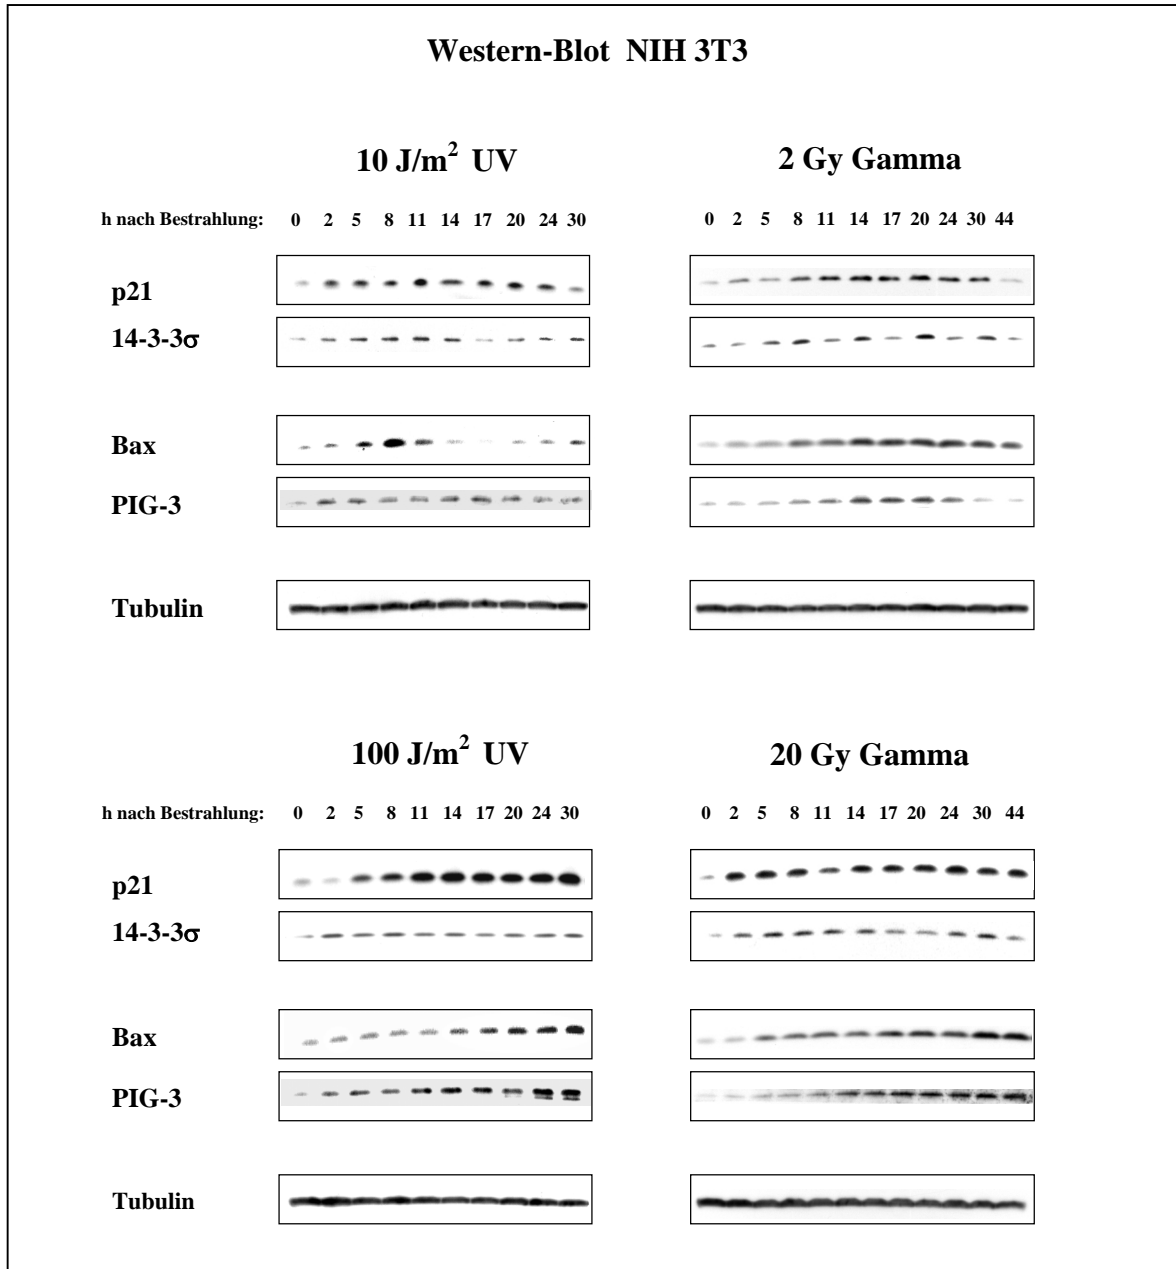 Western-Blot NIH 3T3
10 J/m² UV
2 Gy Gamma
h nach Bestrahlung: 0 2 5 8 11 14 17 20 24 30
0 2 5 8 11 14 17 20 24 30 44
p21
14-3-3σ
Bax
PIG-3
Tubulin
100 J/m² UV
20 Gy Gamma
h nach Bestrahlung: 0 2 5 8 11 14 17 20 24 30
0 2 5 8 11 14 17 20 24 30 44
p21
14-3-3σ
Bax
PIG-3
Tubulin